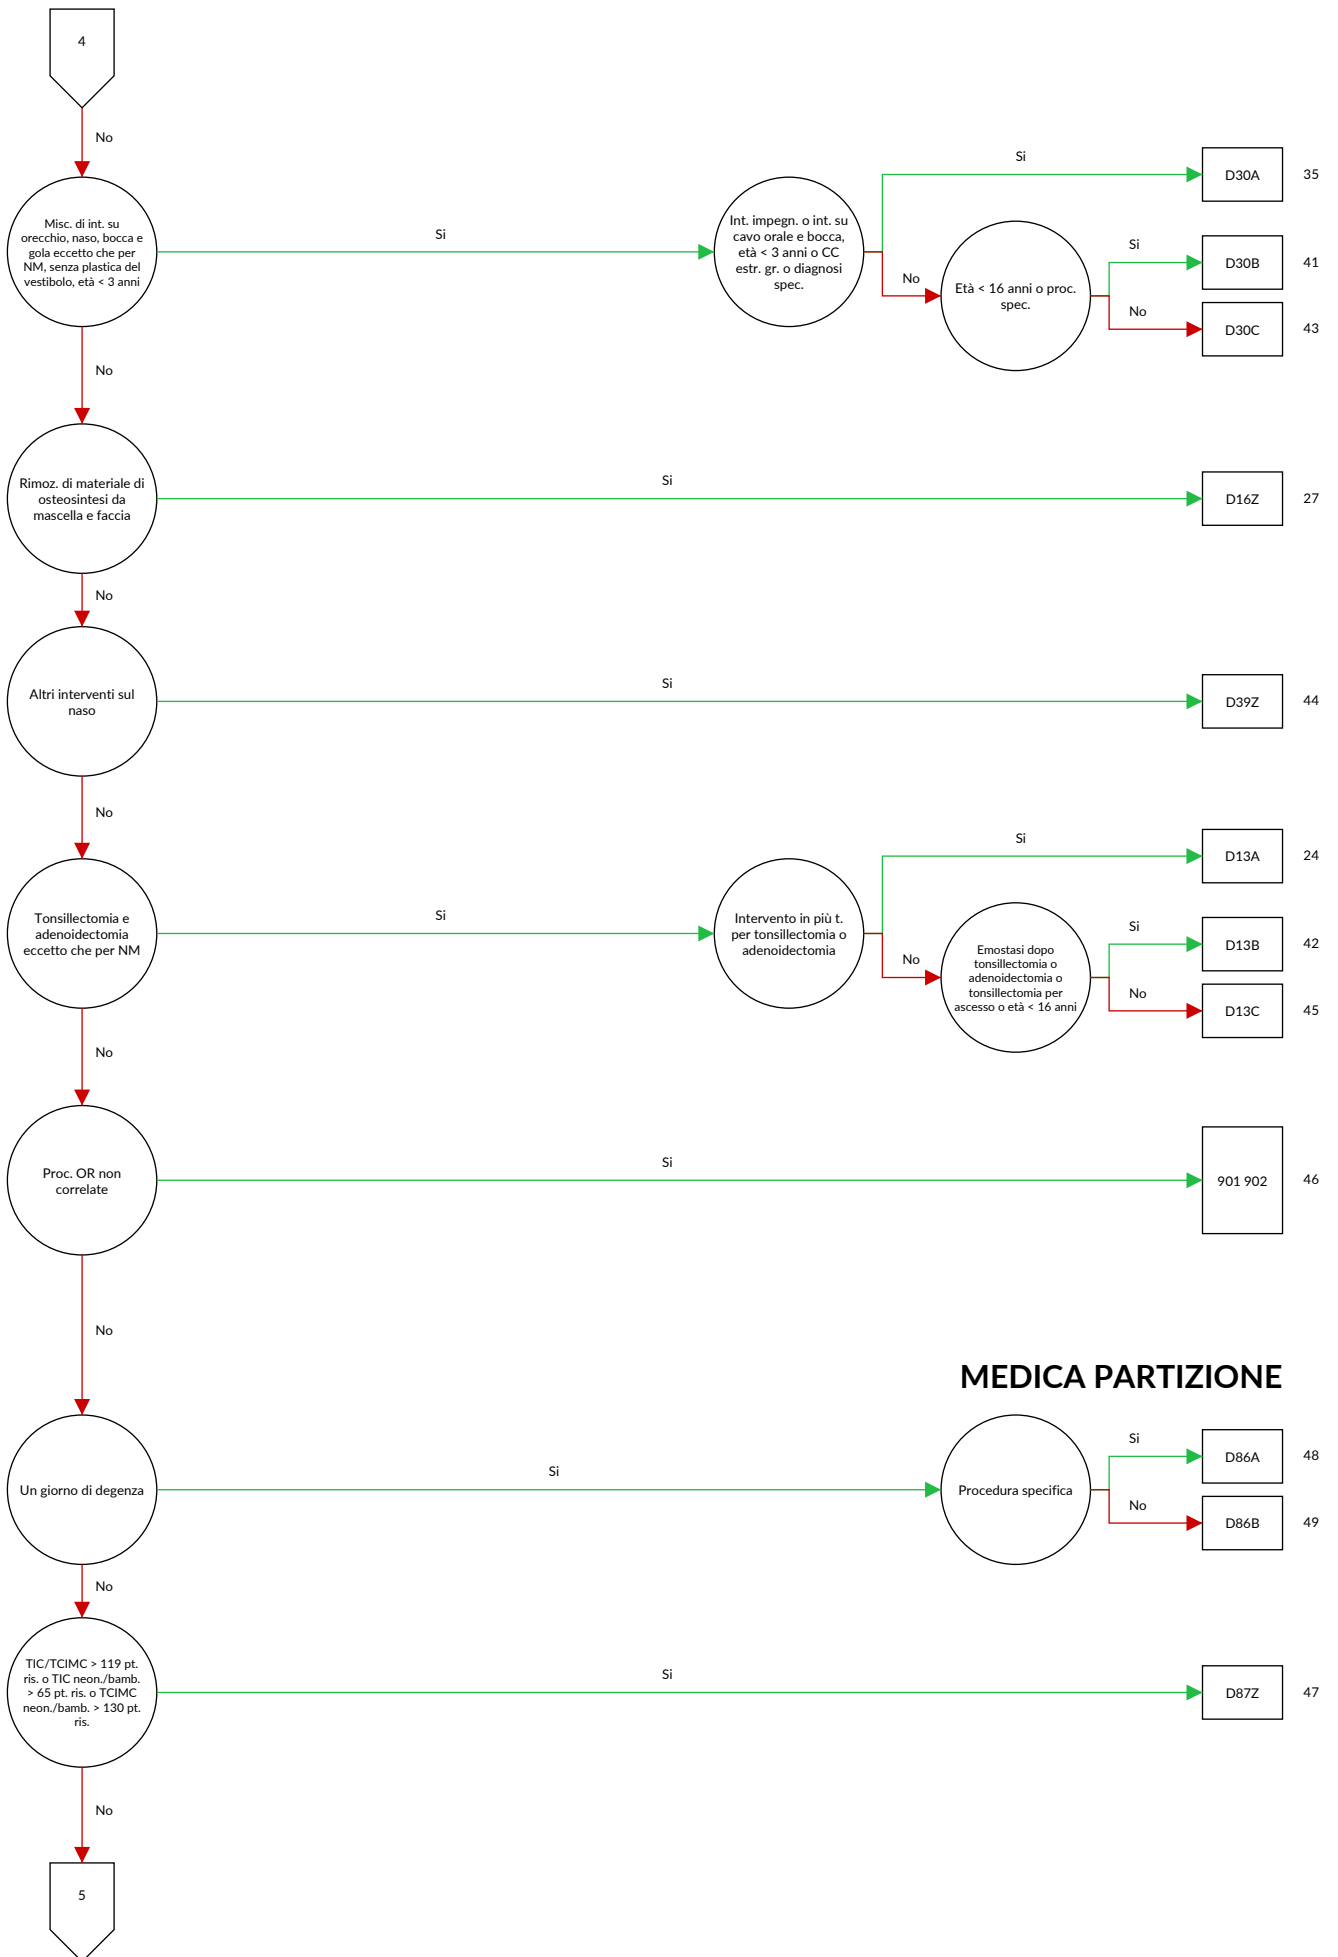 4
No
Misc. di int. su
orecchio, naso, bocca e
gola eccetto che per
NM, senza plastica del
vestibolo, età < 3 anni
Si
Int. impegn. o int. su
cavo orale e bocca,
età < 3 anni o CC
estr. gr. o diagnosi
spec.
Si
D30A
35
No
Età < 16 anni o proc.
spec.
Si
D30B
41
No
D30C
43
No
Rimoz. di materiale di
osteosintesi da
mascella e faccia
Si
D16Z
27
No
Altri interventi sul
naso
Si
D39Z
44
No
Tonsillectomia e
adenoidectomia
eccetto che per NM
Si
Intervento in più t.
per tonsillectomia o
adenoidectomia
Si
D13A
24
No
Emostasi dopo
tonsillectomia o
adenoidectomia o
tonsillectomia per
ascesso o età < 16 anni
Si
D13B
42
No
D13C
45
No
Proc. OR non
correlate
Si
901 902
46
No
MEDICA PARTIZIONE
Un giorno di degenza
Si
Procedura specifica
Si
D86A
48
No
D86B
49
No
TIC/TCIMC > 119 pt.
ris. o TIC neon./bamb.
> 65 pt. ris. o TCIMC
neon./bamb. > 130 pt.
ris.
Si
D87Z
47
No
5